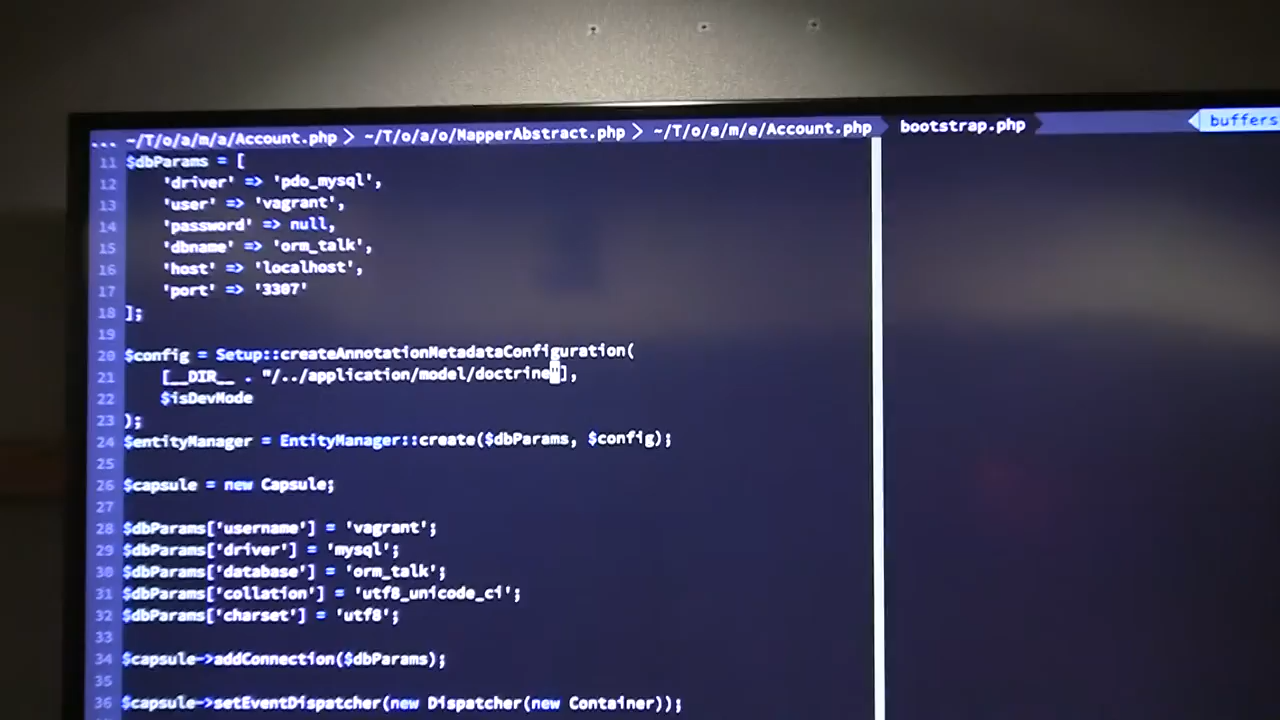 ... ~/T/o/a/m/a/Account.php > ~/T/o/a/o/MapperAbstract.php > ~/T/o/a/m/e/Account.php bootstrap.php buffers
11 $dbParams = [
12 'driver' => 'pdo_mysql',
13 'user' => 'vagrant',
14 'password' => null,
15 'dbname' => 'orm_talk',
16 'host' => 'localhost',
17 'port' => '3307'
18 ];
19
20 $config = Setup::createAnnotationMetadataConfiguration(
21 [__DIR__ . "/../application/model/doctrine"],
22 $isDevMode
23 );
24 $entityManager = EntityManager::create($dbParams, $config);
25
26 $capsule = new Capsule;
27
28 $dbParams['username'] = 'vagrant';
29 $dbParams['driver'] = 'mysql';
30 $dbParams['database'] = 'orm_talk';
31 $dbParams['collation'] = 'utf8_unicode_ci';
32 $dbParams['charset'] = 'utf8';
33
34 $capsule->addConnection($dbParams);
35
36 $capsule->setEventDispatcher(new Dispatcher(new Container));